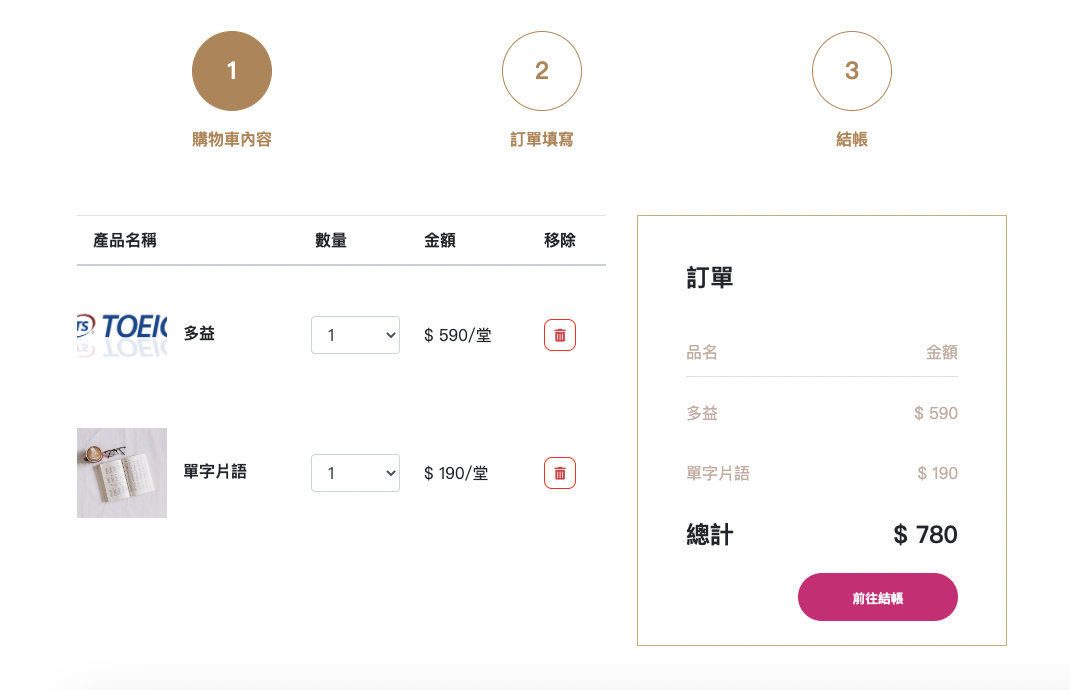 1
2
3
購物車內容
訂單填寫
結帳
產品名稱 數量 金額 移除
TOEIC
多益 1 $ 590/堂
單字片語 1 $ 190/堂
訂單
品名 金額
多益 $ 590
單字片語 $ 190
總計 $ 780
前往結帳